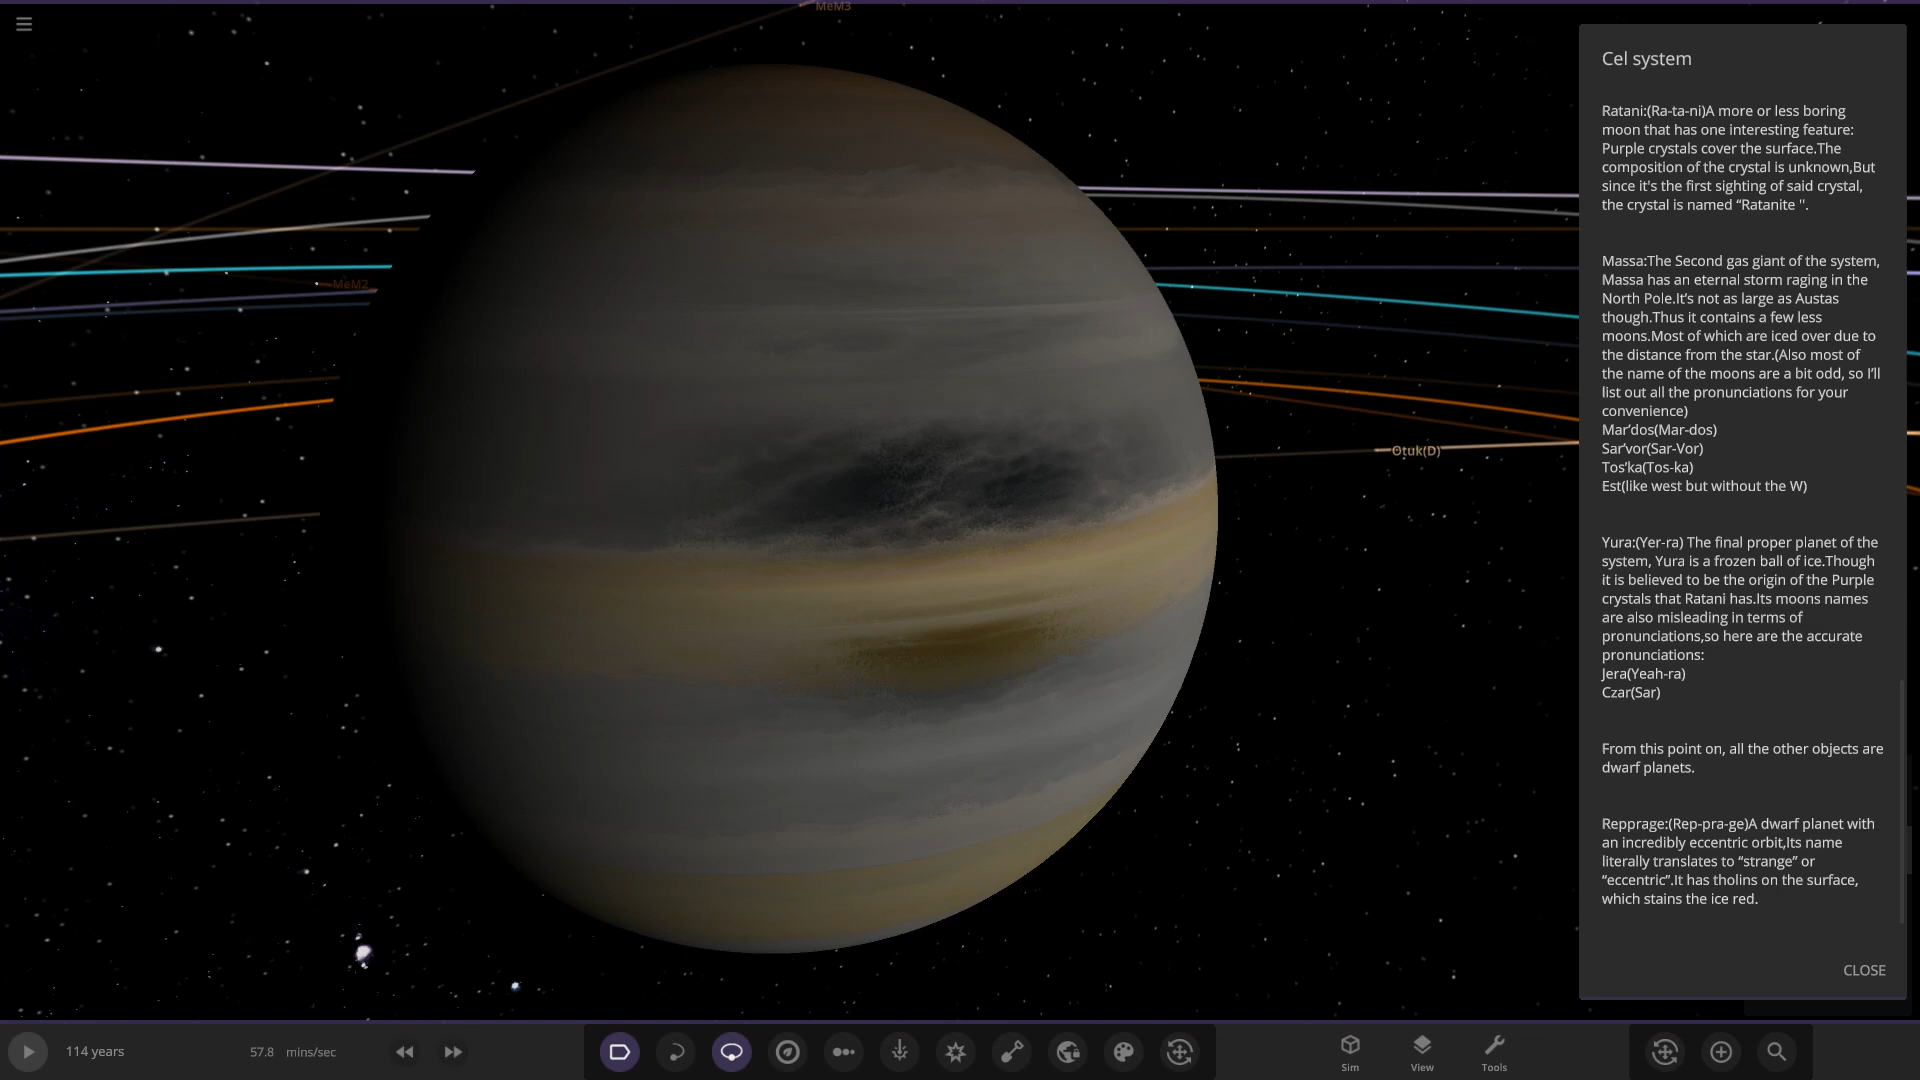 MeM3
Cel system
Ratani:(Ra-ta-ni)A more or less boring
moon that has one interesting feature:
Purple crystals cover the surface.The
composition of the crystal is unknown,But
since it's the first sighting of said crystal,
the crystal is named “Ratanite ".
Massa:The Second gas giant of the system,
Massa has an eternal storm raging in the
North Pole.It’s not as large as Austas
though.Thus it contains a few less
moons.Most of which are iced over due to
the distance from the star.(Also most of
the name of the moons are a bit odd, so I’ll
list out all the pronunciations for your
convenience)
Mar’dos(Mar-dos)
Sar’vor(Sar-Vor)
Tos’ka(Tos-ka)
Est(like west but without the W)
Yura:(Yer-ra) The final proper planet of the
system, Yura is a frozen ball of ice.Though
it is believed to be the origin of the Purple
crystals that Ratani has.Its moons names
are also misleading in terms of
pronunciations,so here are the accurate
pronunciations:
Jera(Yeah-ra)
Czar(Sar)
From this point on, all the other objects are
dwarf planets.
Repprage:(Rep-pra-ge)A dwarf planet with
an incredibly eccentric orbit,Its name
literally translates to “strange” or
“eccentric”.It has tholins on the surface,
which stains the ice red.
CLOSE
MeM2
Otuk(D)
114 years
57.8 mins/sec
Sim
View
Tools